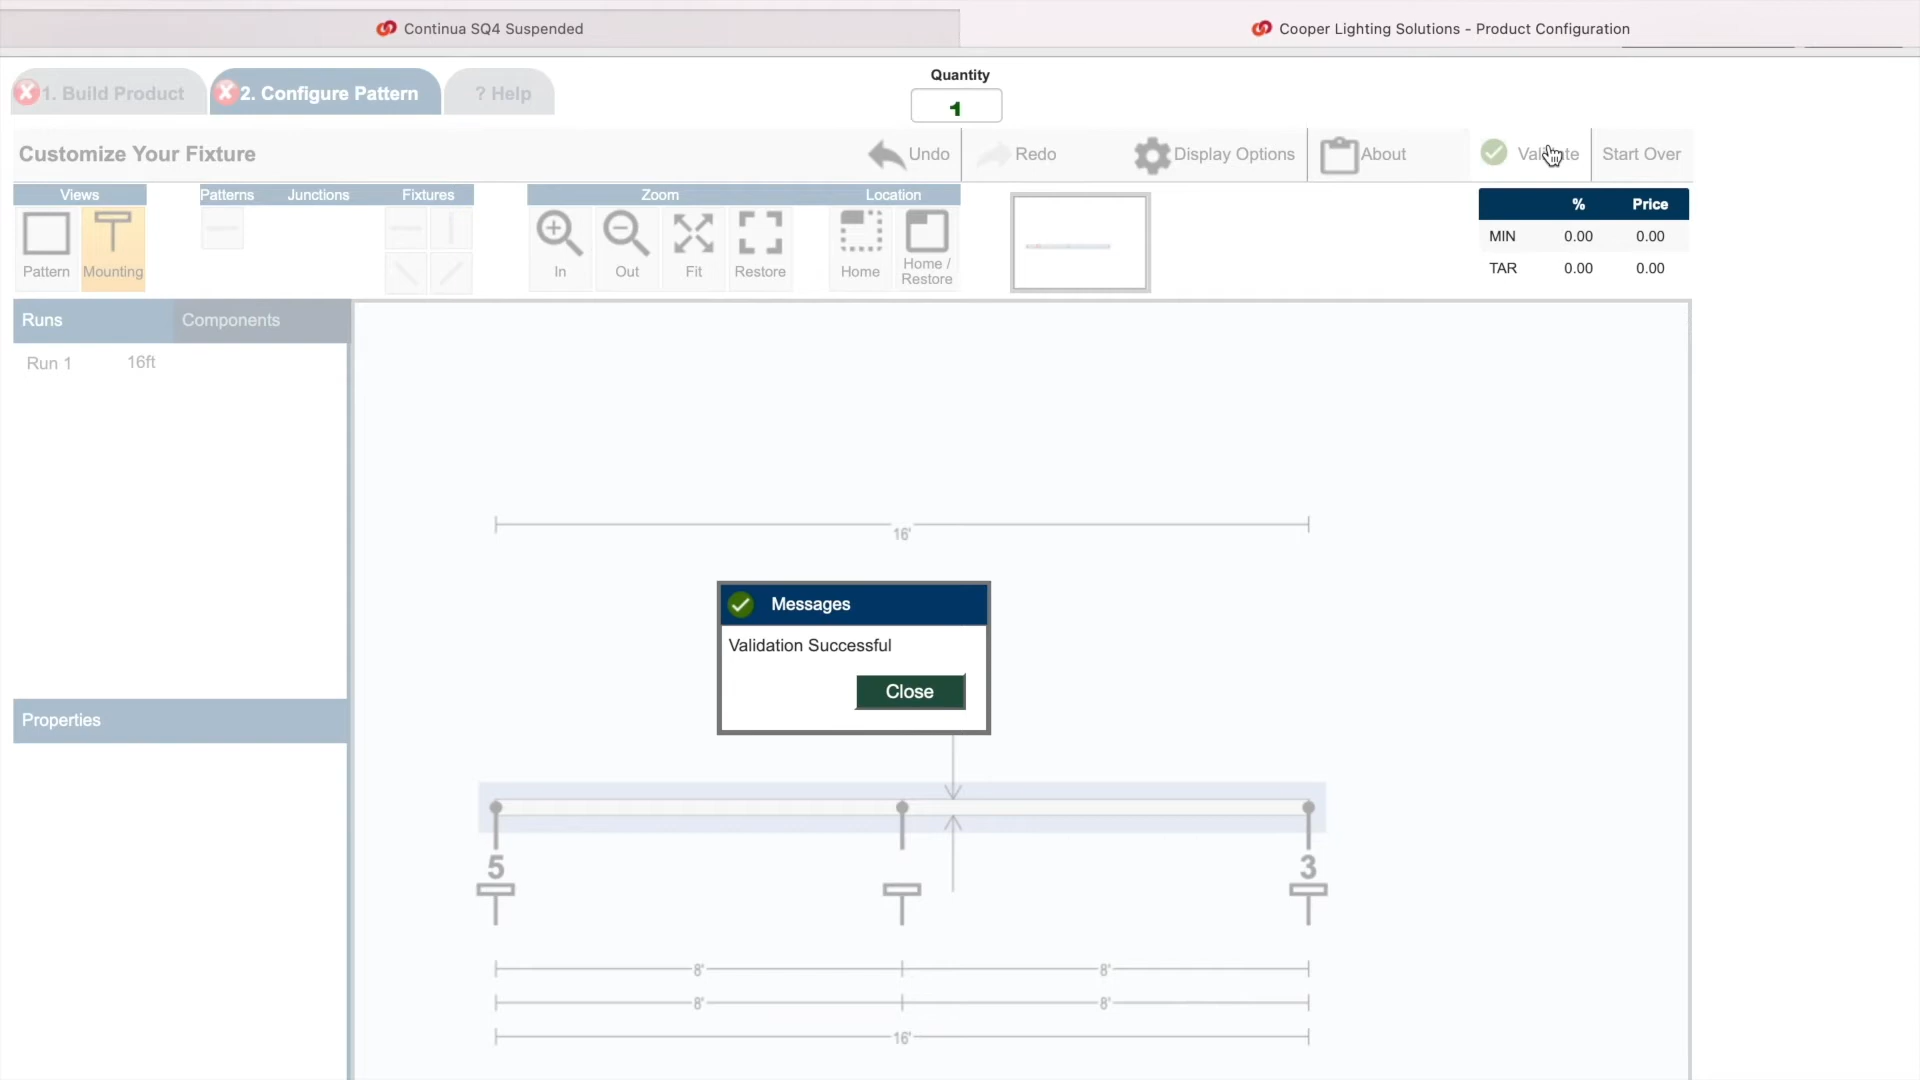 Continua SQ4 Suspended
Cooper Lighting Solutions - Product Configuration
1. Build Product
2. Configure Pattern
? Help
Quantity
1
Customize Your Fixture
Undo
Redo
Display Options
About
Validate
Start Over
Views
Patterns
Junctions
Fixtures
Zoom
Location
Pattern
Mounting
In
Out
Fit
Restore
Home
Home /
Restore
% Price
MIN 0.00 0.00
TAR 0.00 0.00
Runs
Components
Run 1 16ft
16'
Messages
Validation Successful
Close
Properties
5
3
8' 8'
8' 8'
16'